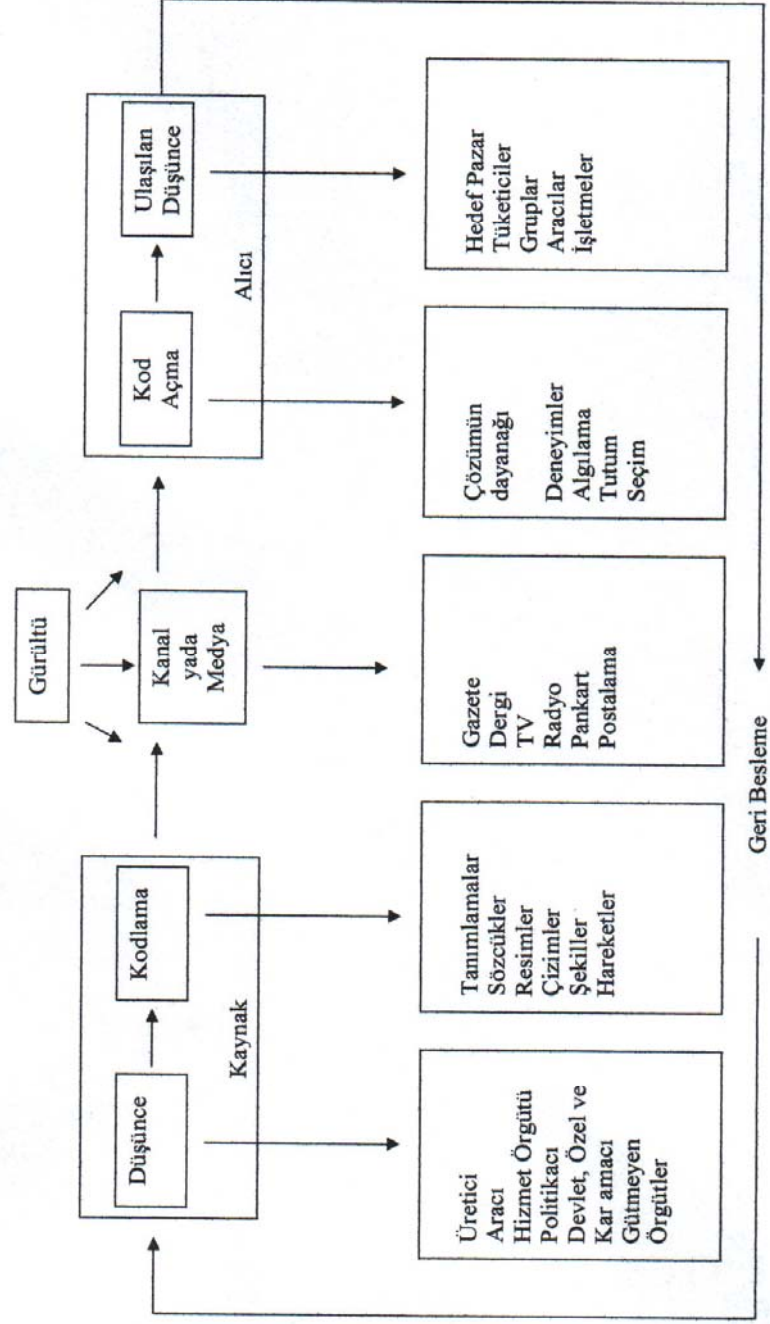 Gürültü
Düşünce
Kodlama
Kaynak
Kanal
yada
Medya
Kod
Açma
Ulaşılan
Düşünce
Alıcı
Üretici
Aracı
Hizmet Örgütü
Politikacı
Devlet, Özel ve
Kar amacı
Gütmeyen
Örgütler
Tanımlamalar
Sözcükler
Resimler
Çizimler
Şekiller
Hareketler
Gazete
Dergi
TV
Radyo
Pankart
Postalama
Çözümün
dayanağı
Deneyimler
Algılama
Tutum
Seçim
Hedef Pazar
Tüketiciler
Gruplar
Aracılar
İşletmeler
Geri Besleme